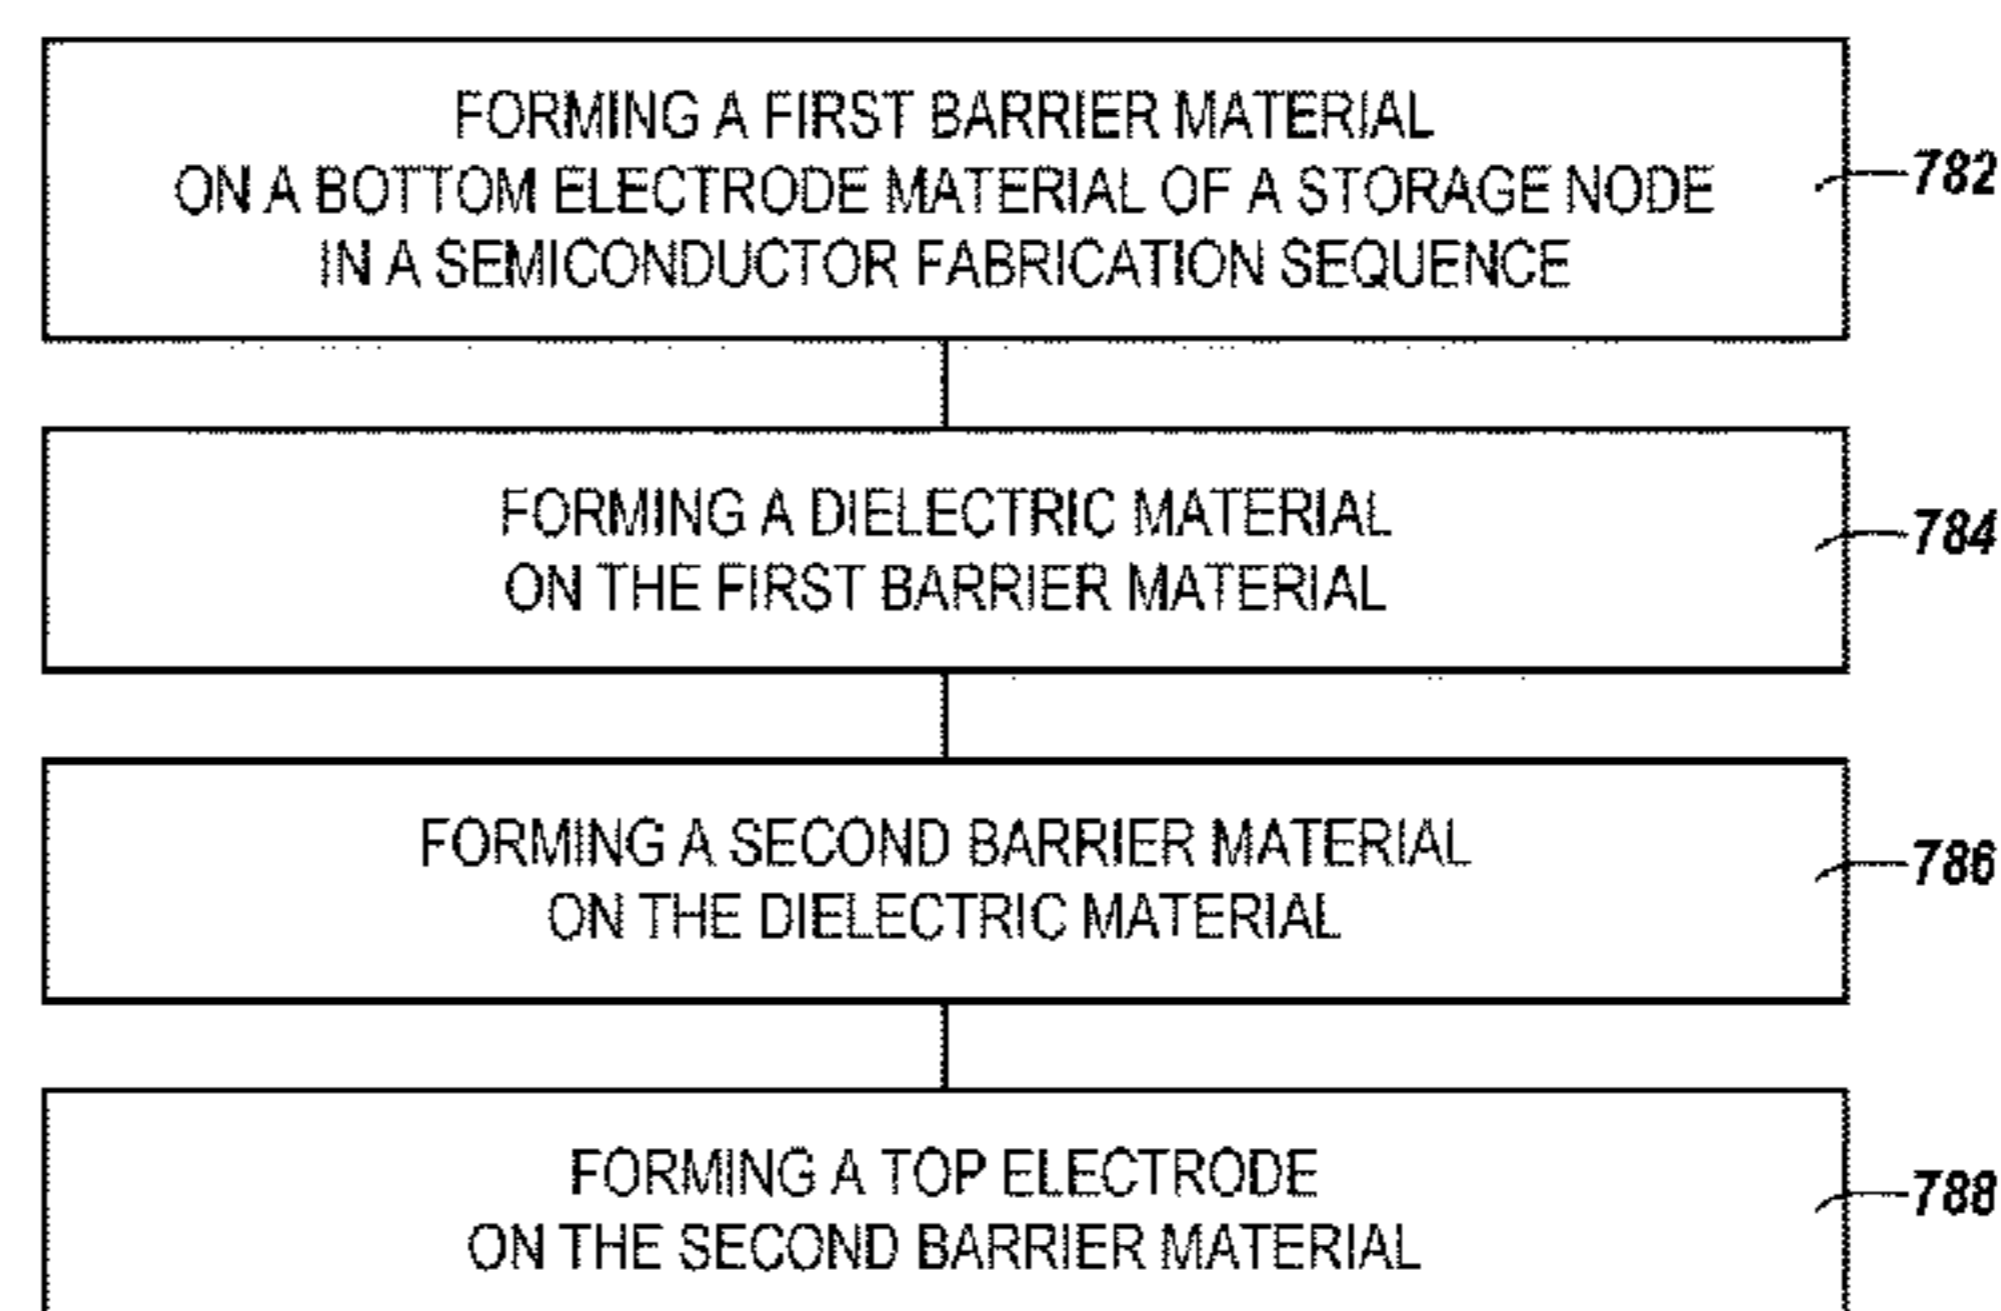 FORMING A FIRST BARRIER MATERIAL
ON A BOTTOM ELECTRODE MATERIAL OF A STORAGE NODE
IN A SEMICONDUCTOR FABRICATION SEQUENCE
782
FORMING A DIELECTRIC MATERIAL
ON THE FIRST BARRIER MATERIAL
784
FORMING A SECOND BARRIER MATERIAL
ON THE DIELECTRIC MATERIAL
786
FORMING A TOP ELECTRODE
ON THE SECOND BARRIER MATERIAL
788